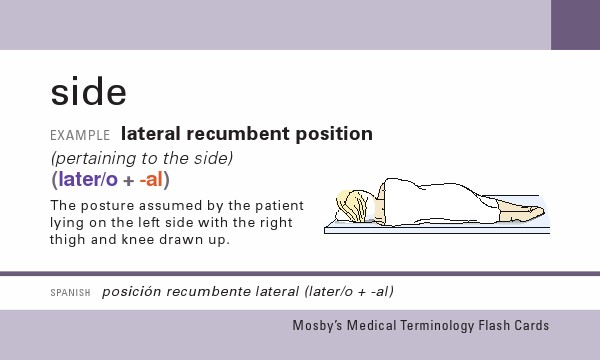 side
EXAMPLE lateral recumbent position
(pertaining to the side)
(later/o + -al)
The posture assumed by the patient
lying on the left side with the right
thigh and knee drawn up.
SPANISH posición recumbente lateral (later/o + -al)
Mosby's Medical Terminology Flash Cards